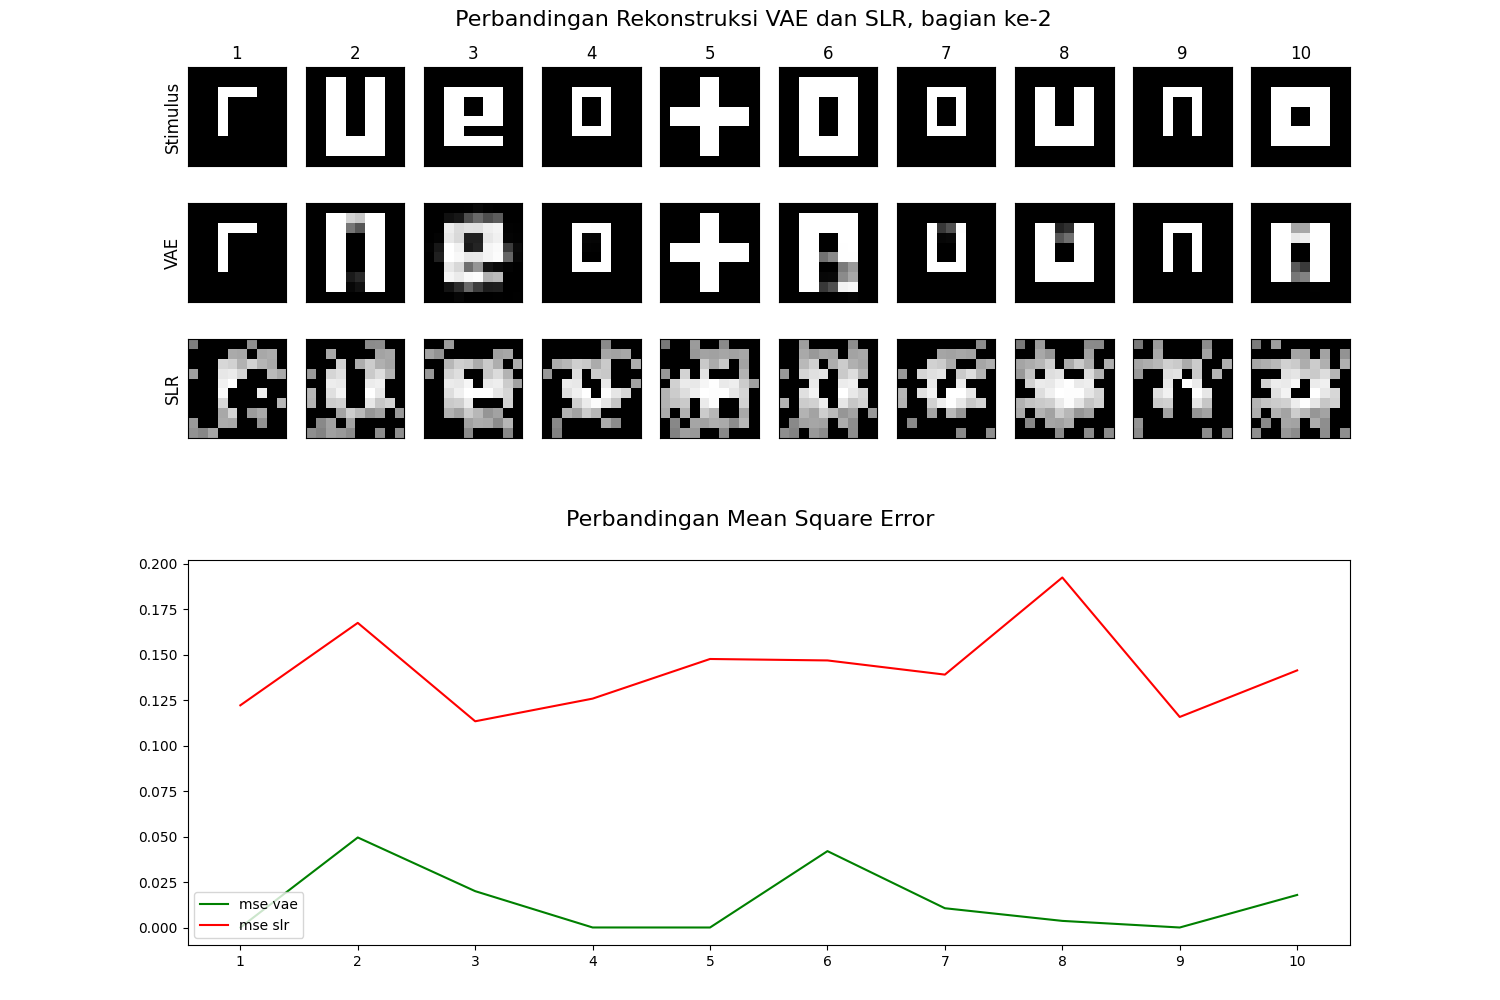 Perbandingan Rekonstruksi VAE dan SLR, bagian ke-2
1 2 3 4 5 6 7 8 9 10
Stimulus
VAE
SLR
Perbandingan Mean Square Error
0.200
0.175
0.150
0.125
0.100
0.075
0.050
0.025
0.000
mse vae
mse slr
1 2 3 4 5 6 7 8 9 10